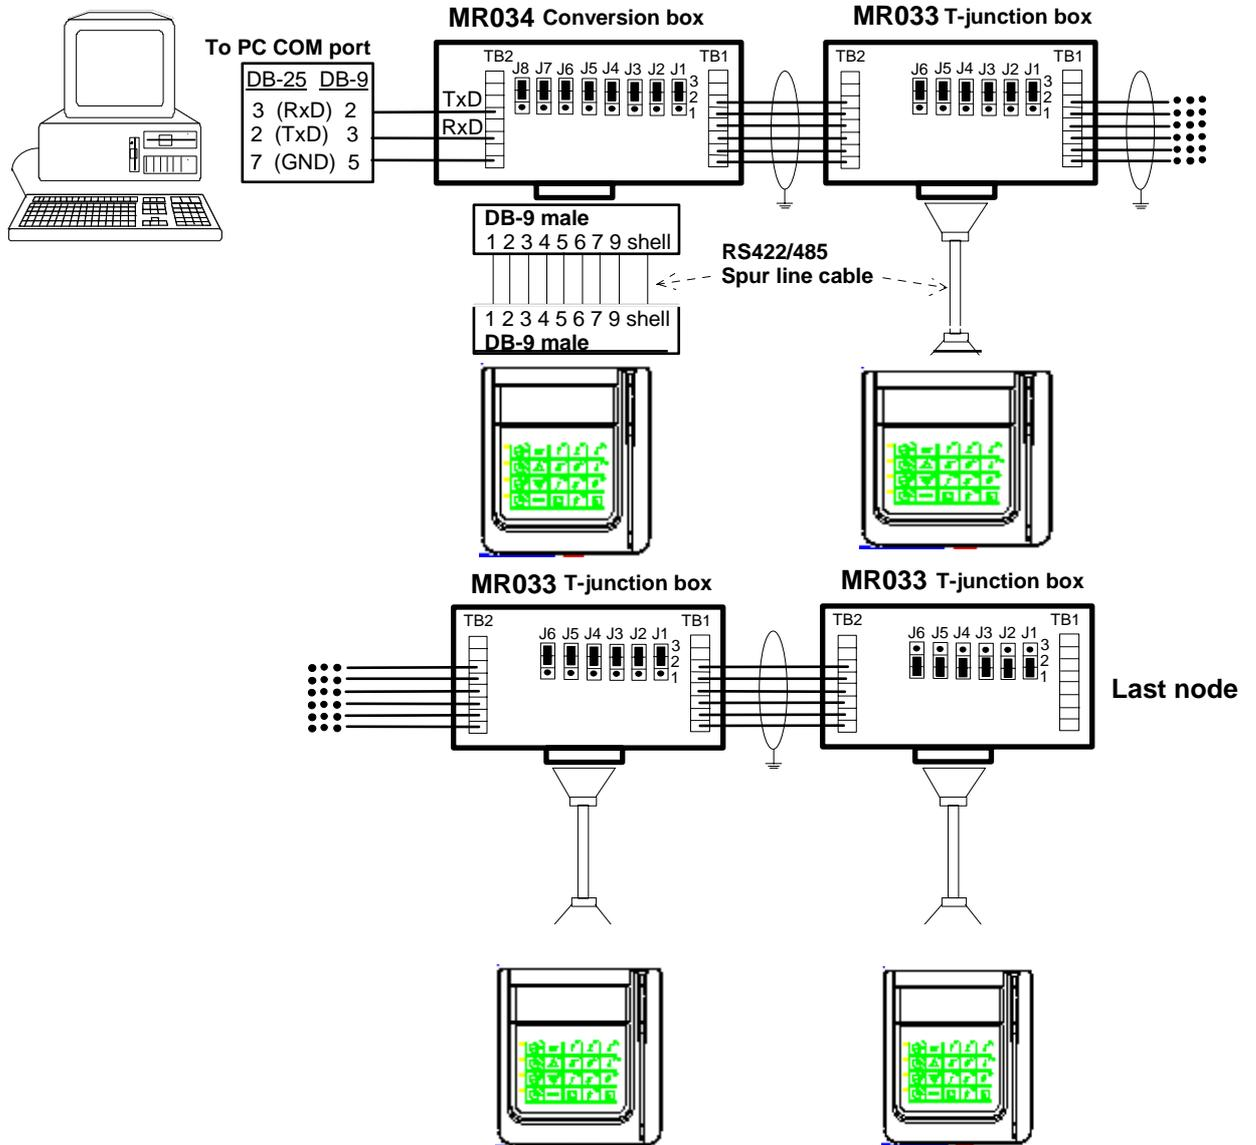 MR034 Conversion box
MR033 T-junction box
To PC COM port
DB-25 DB-9
3 (RxD) 2
2 (TxD) 3
7 (GND) 5
TB2
J8 J7 J6 J5 J4 J3 J2 J1
TB1
3
2
1
TxD
RxD
TB2
J6 J5 J4 J3 J2 J1
TB1
3
2
1
DB-9 male
1 2 3 4 5 6 7 9 shell
RS422/485
Spur line cable
1 2 3 4 5 6 7 9 shell
DB-9 male
MR033 T-junction box
MR033 T-junction box
TB2
J6 J5 J4 J3 J2 J1
TB1
3
2
1
TB2
J6 J5 J4 J3 J2 J1
TB1
3
2
1
Last node